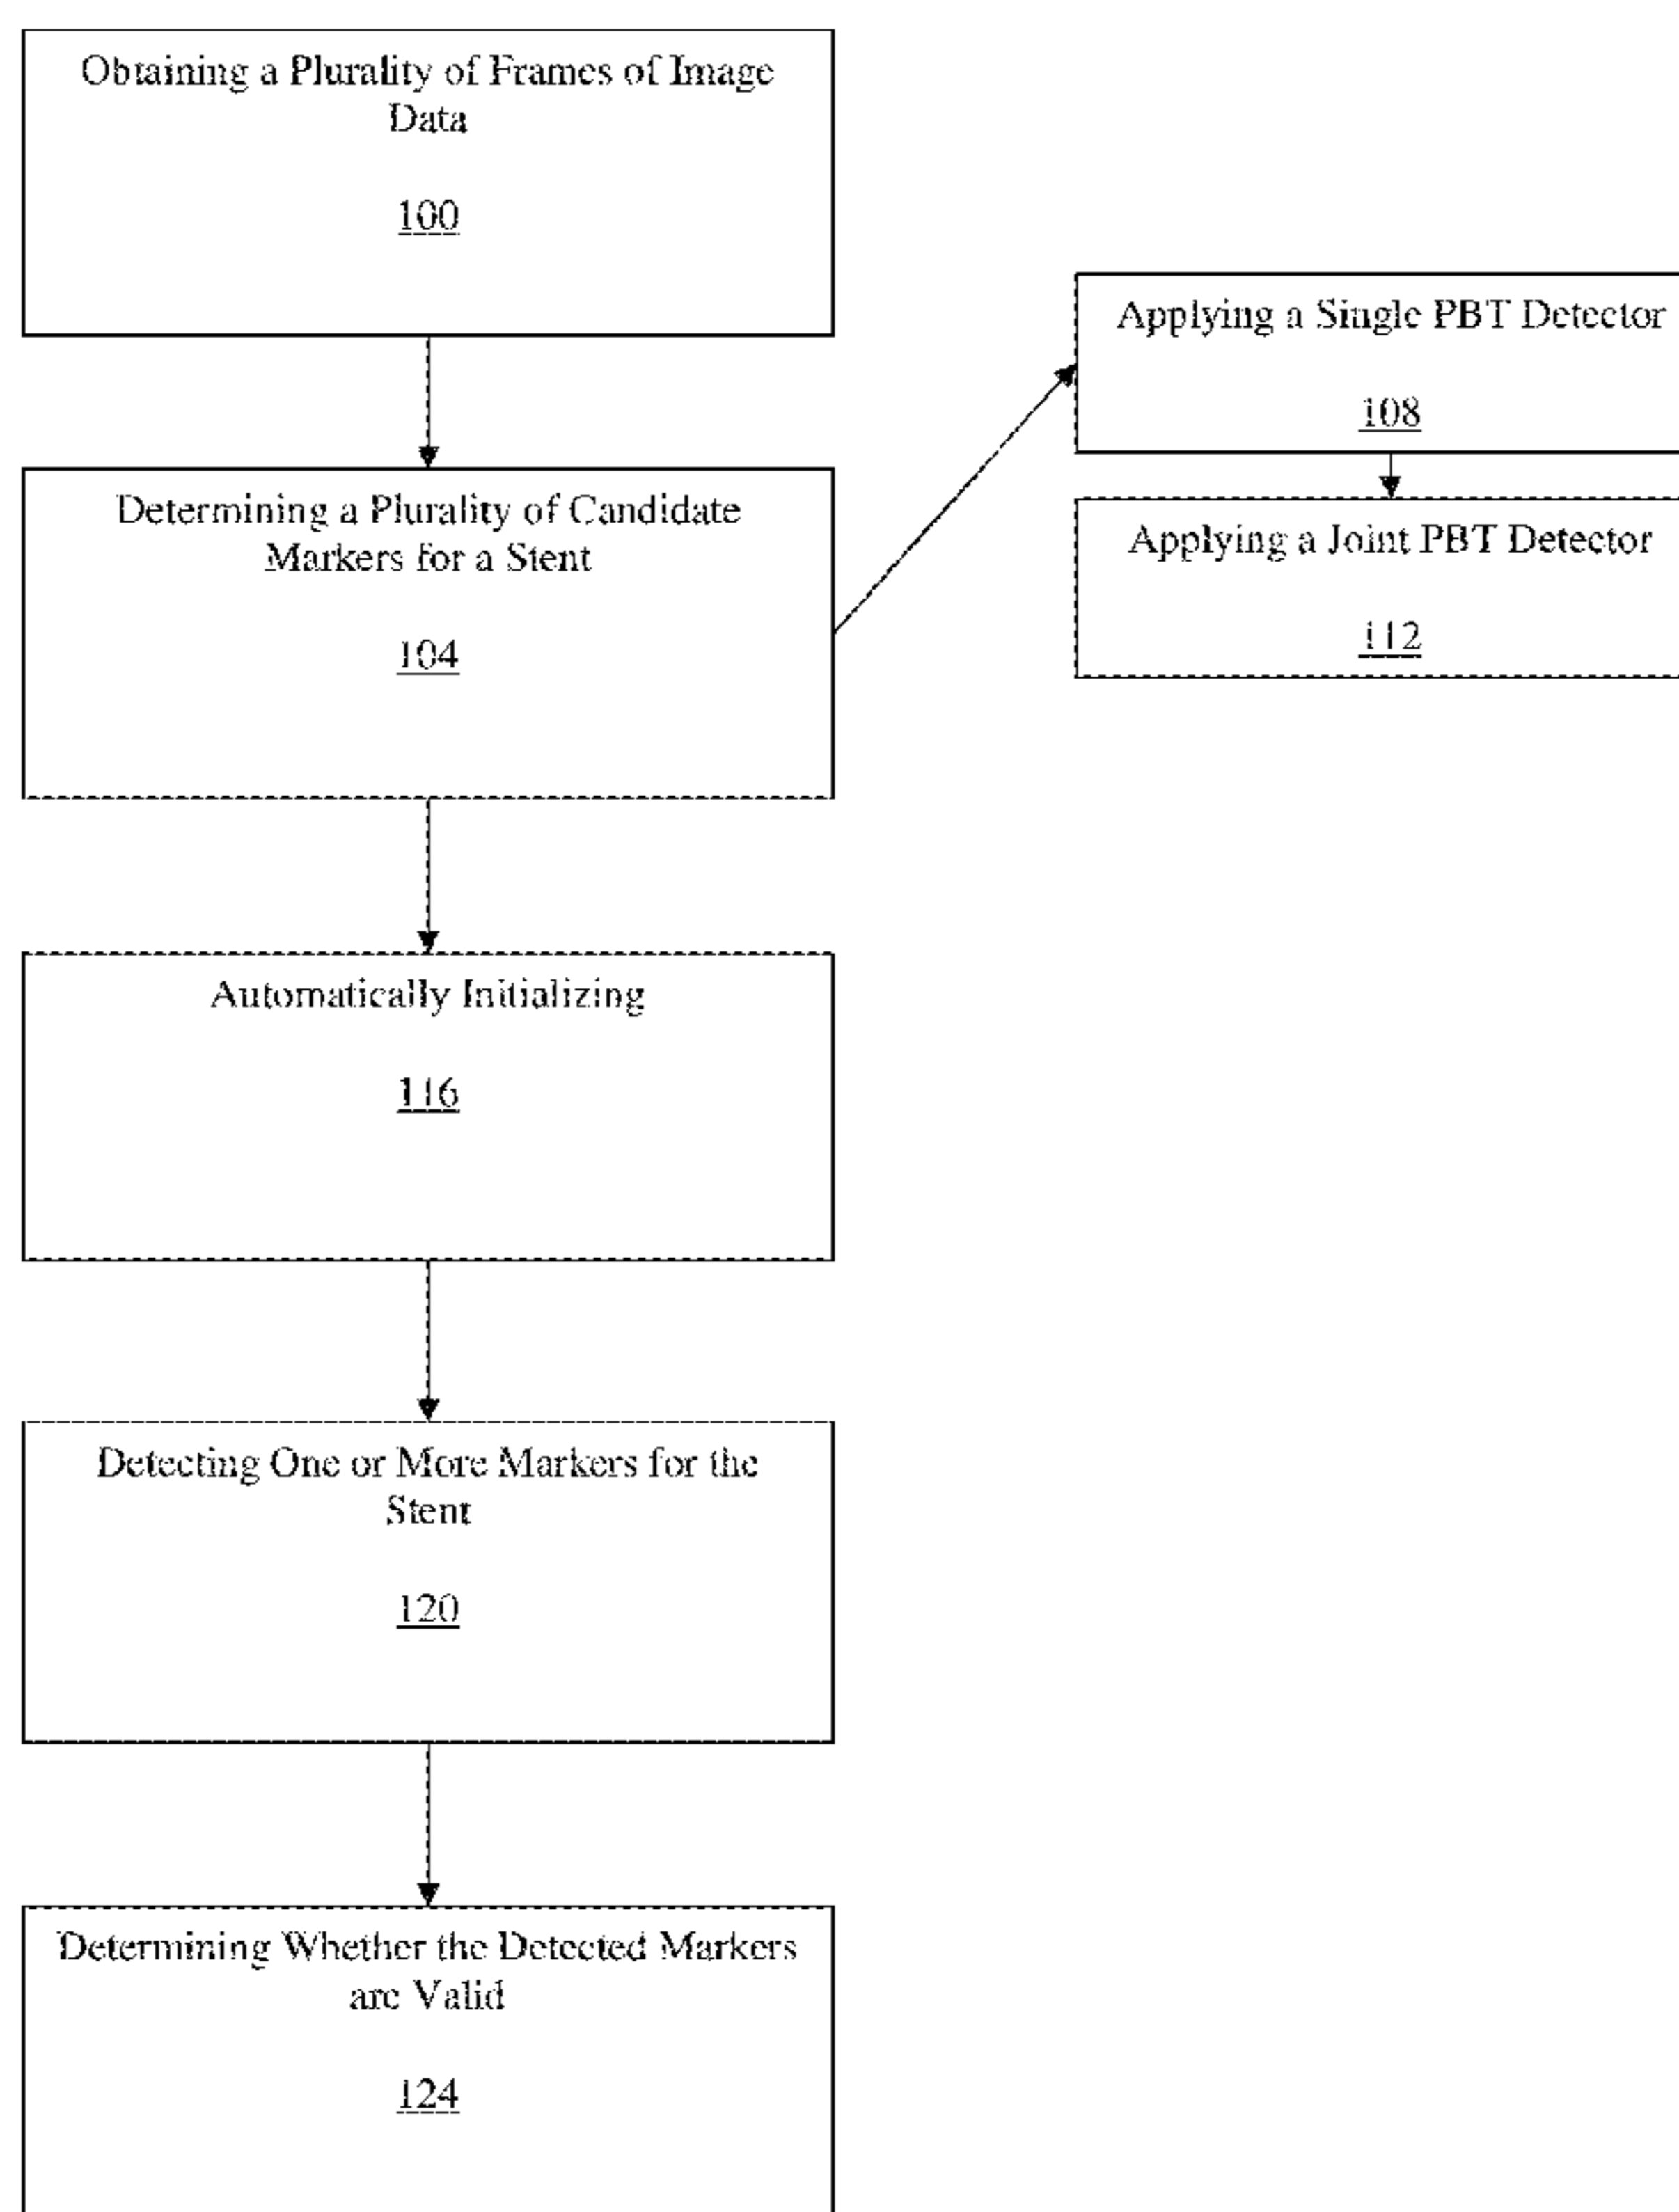 Obtaining a Plurality of Frames of Image
Data
100
Determining a Plurality of Candidate
Markers for a Stent
104
Applying a Single PBT Detector
108
Applying a Joint PBT Detector
112
Automatically Initializing
116
Detecting One or More Markers for the
Stent
120
Determining Whether the Detected Markers
are Valid
124